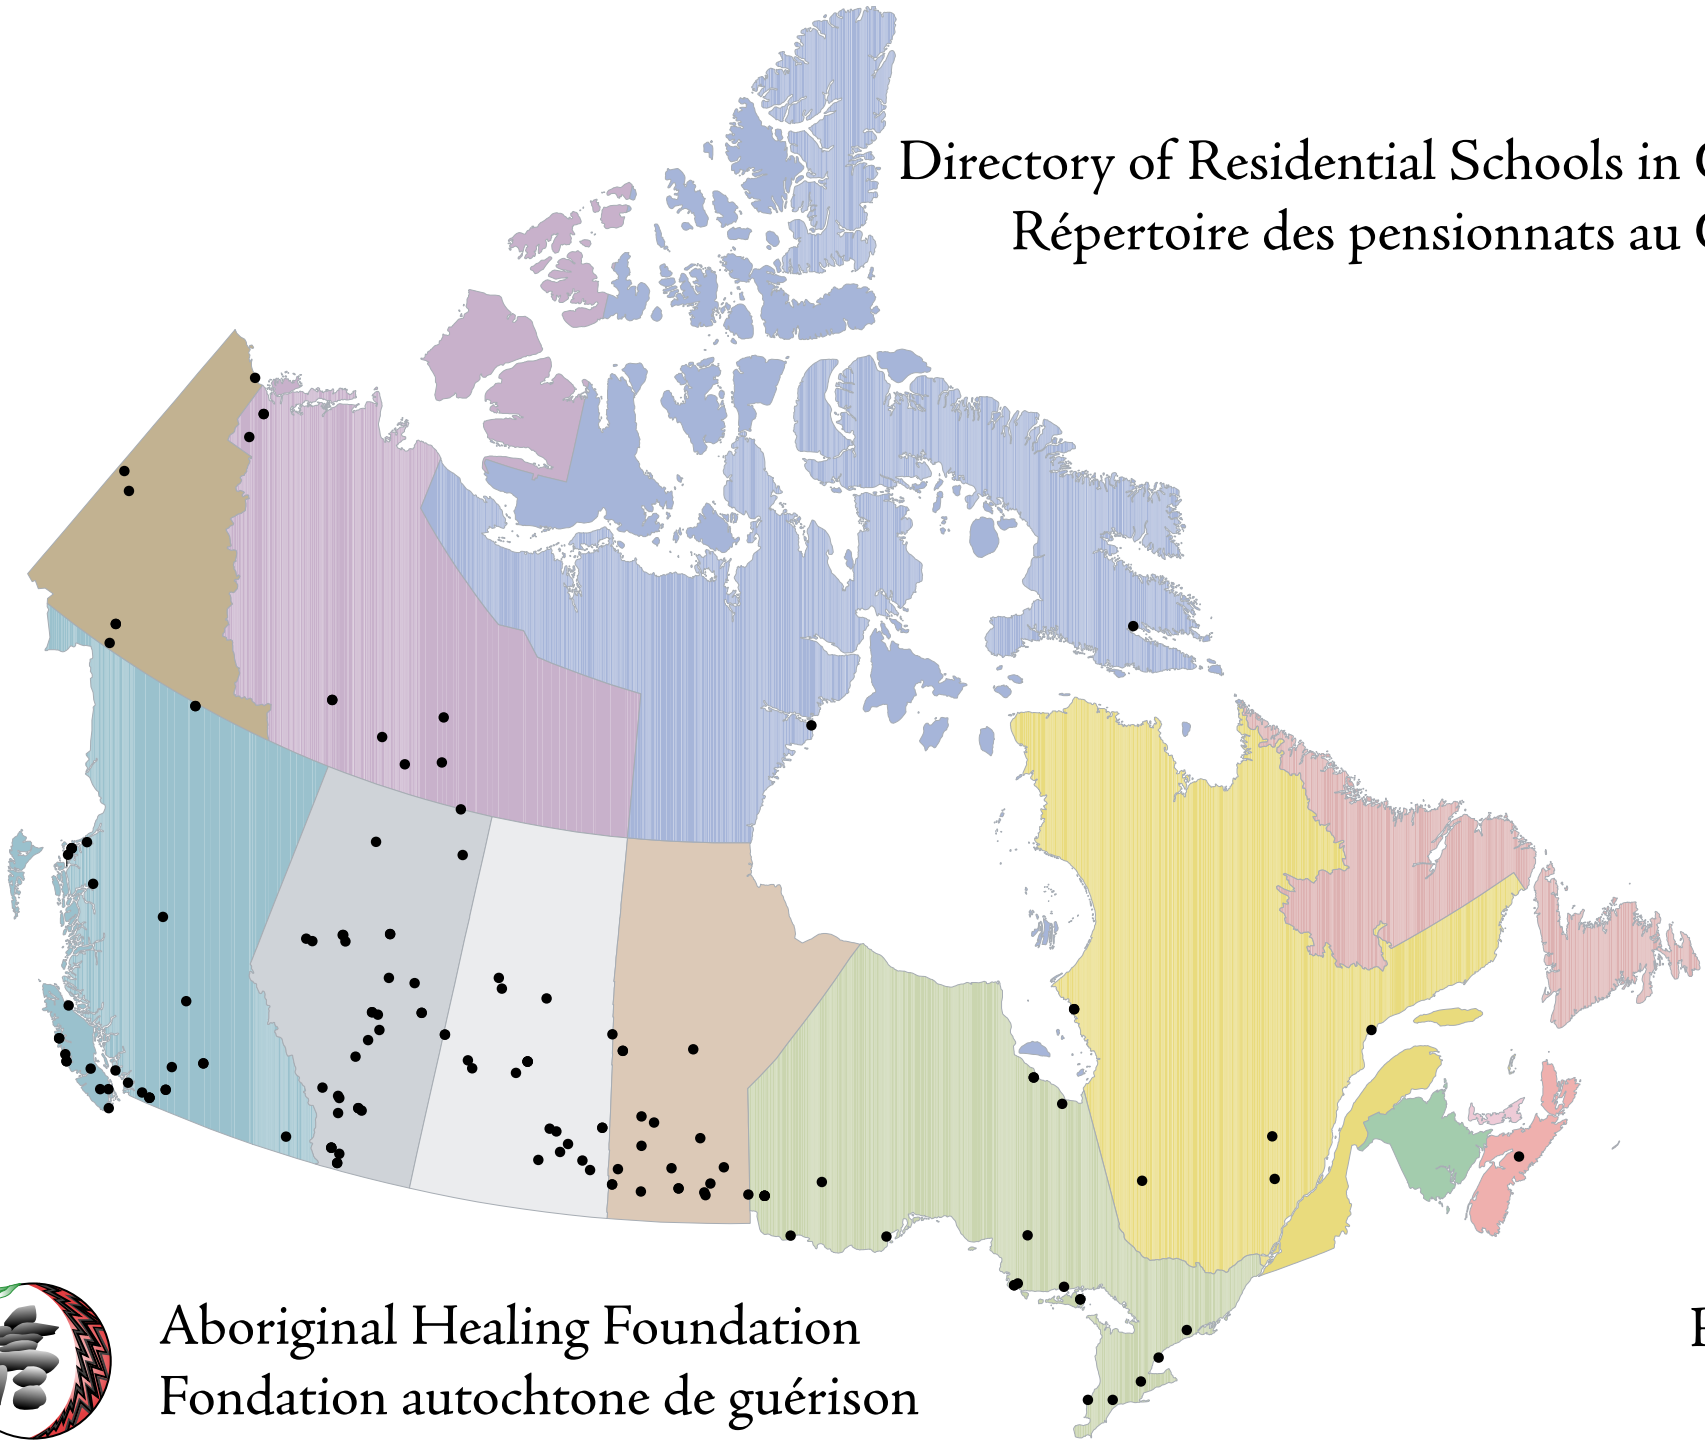 Directory of Residential Schools in
Répertoire des pensionnats au
Aboriginal Healing Foundation
Fondation autochtone de guérison